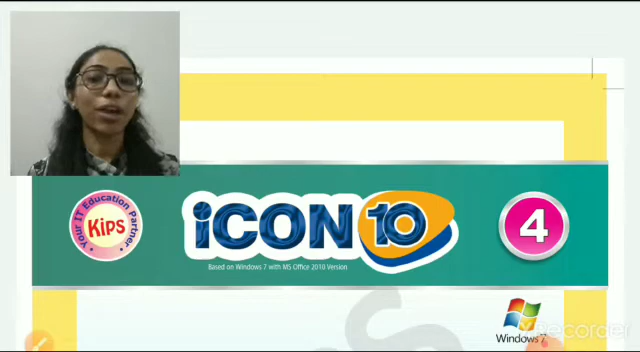 Your IT Education Partner
Kips
iCON 10
4
Based on Windows 7 with MS Office 2010 Version
Windows 7